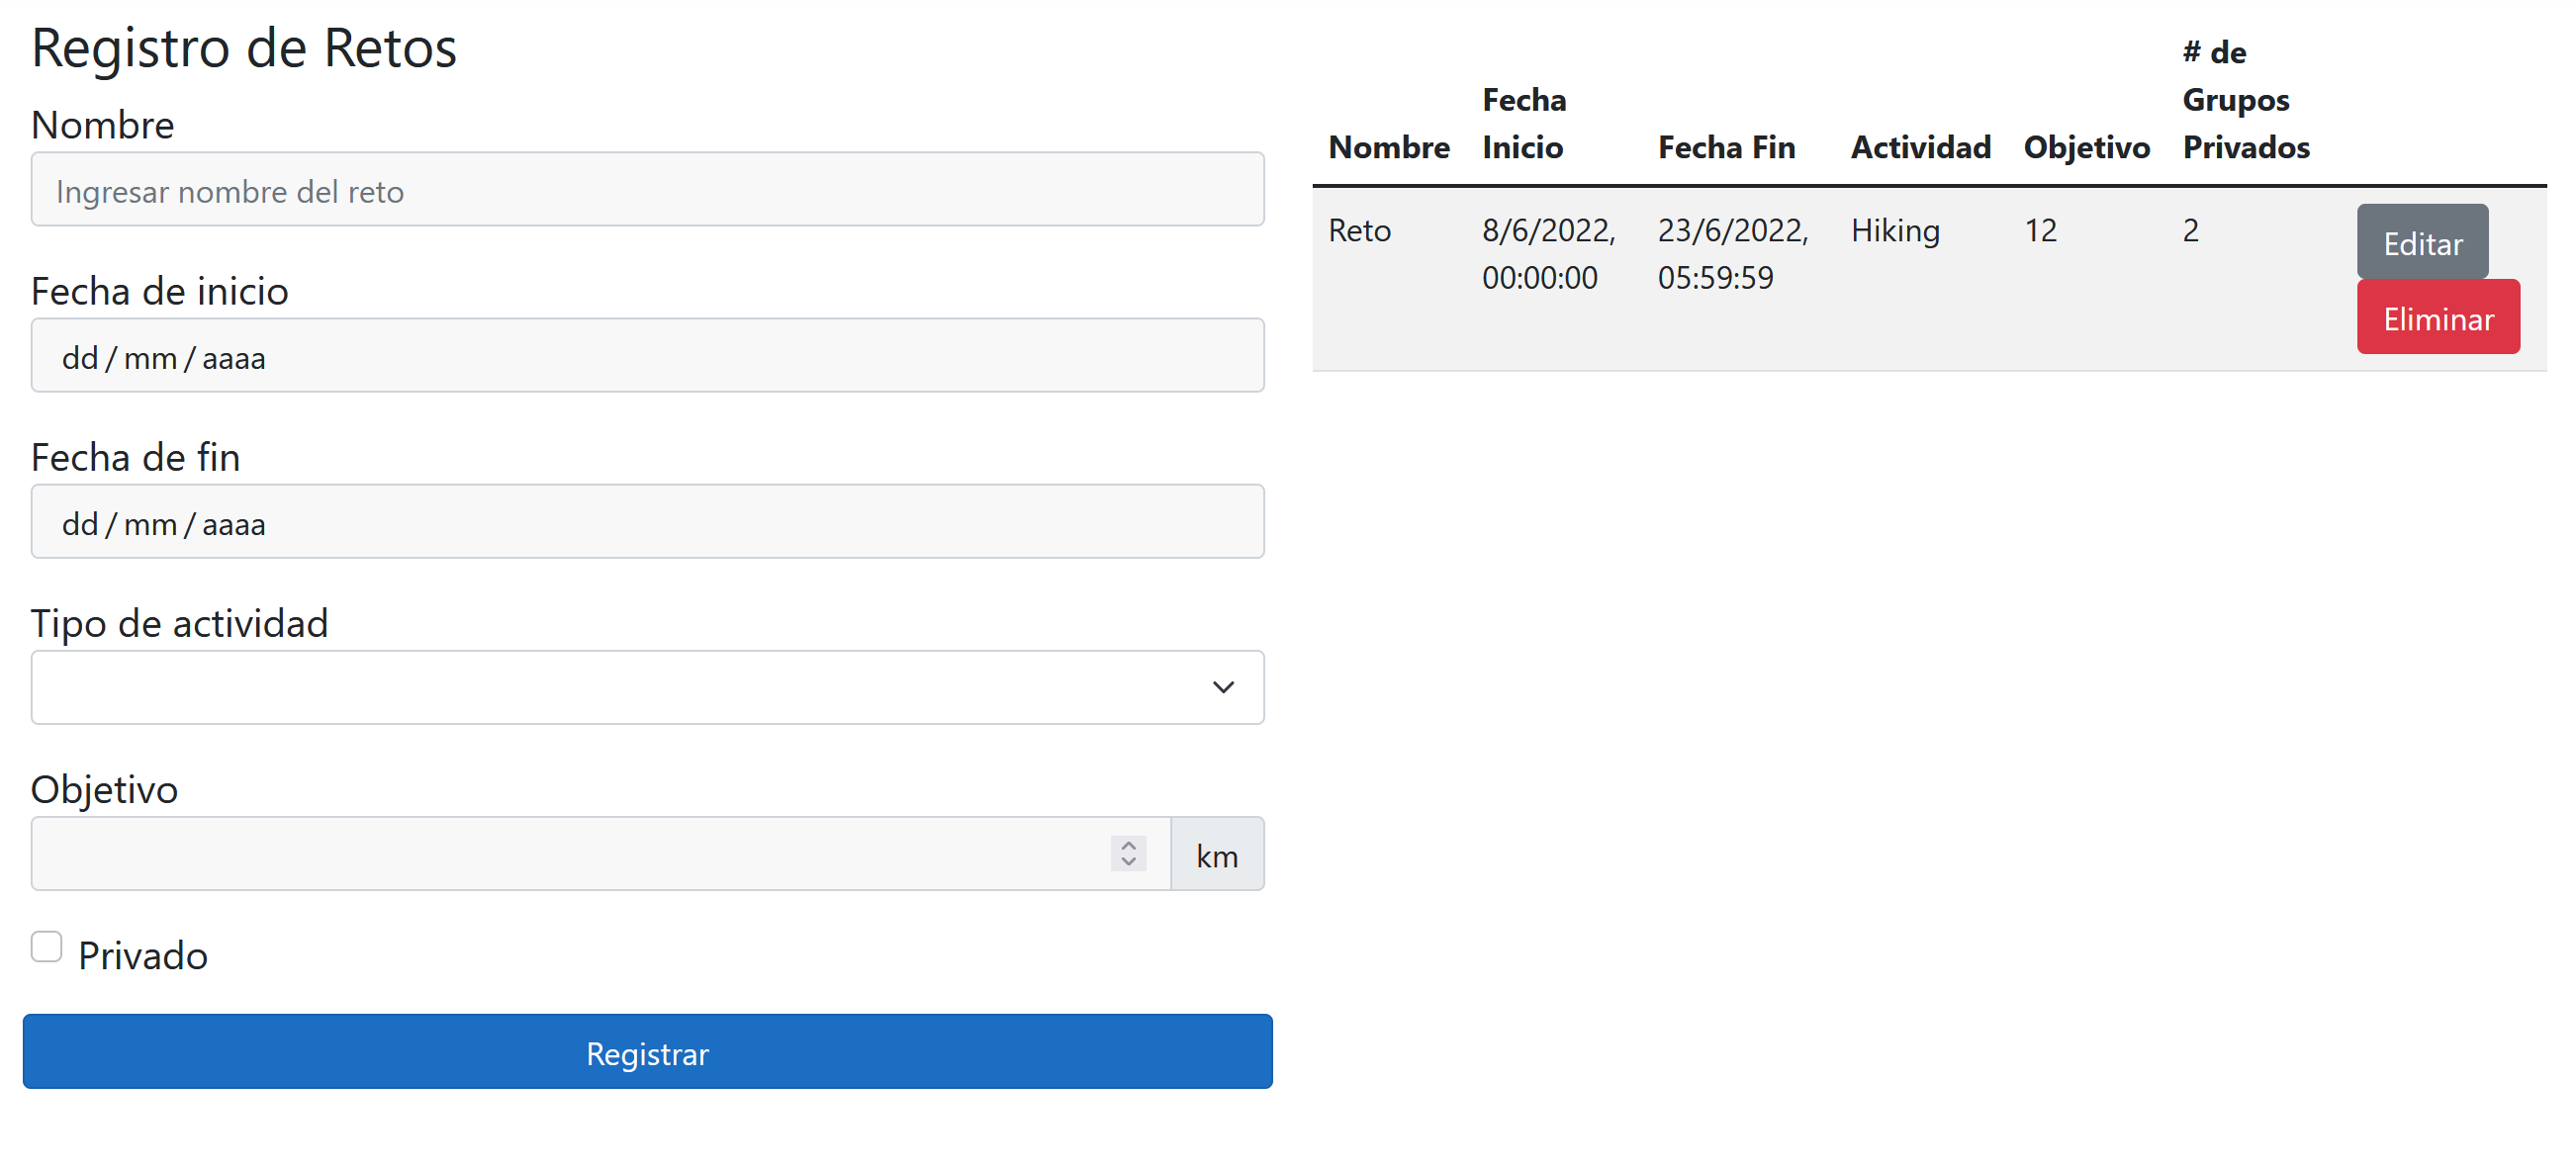 Registro de Retos
Nombre
Ingresar nombre del reto
Fecha de inicio
dd / mm / aaaa
Fecha de fin
dd / mm / aaaa
Tipo de actividad
Objetivo
km
Privado
Registrar
# de
Fecha Grupos
Nombre Inicio Fecha Fin Actividad Objetivo Privados
Reto 8/6/2022, 23/6/2022, Hiking 12 2 Editar
00:00:00 05:59:59
Eliminar